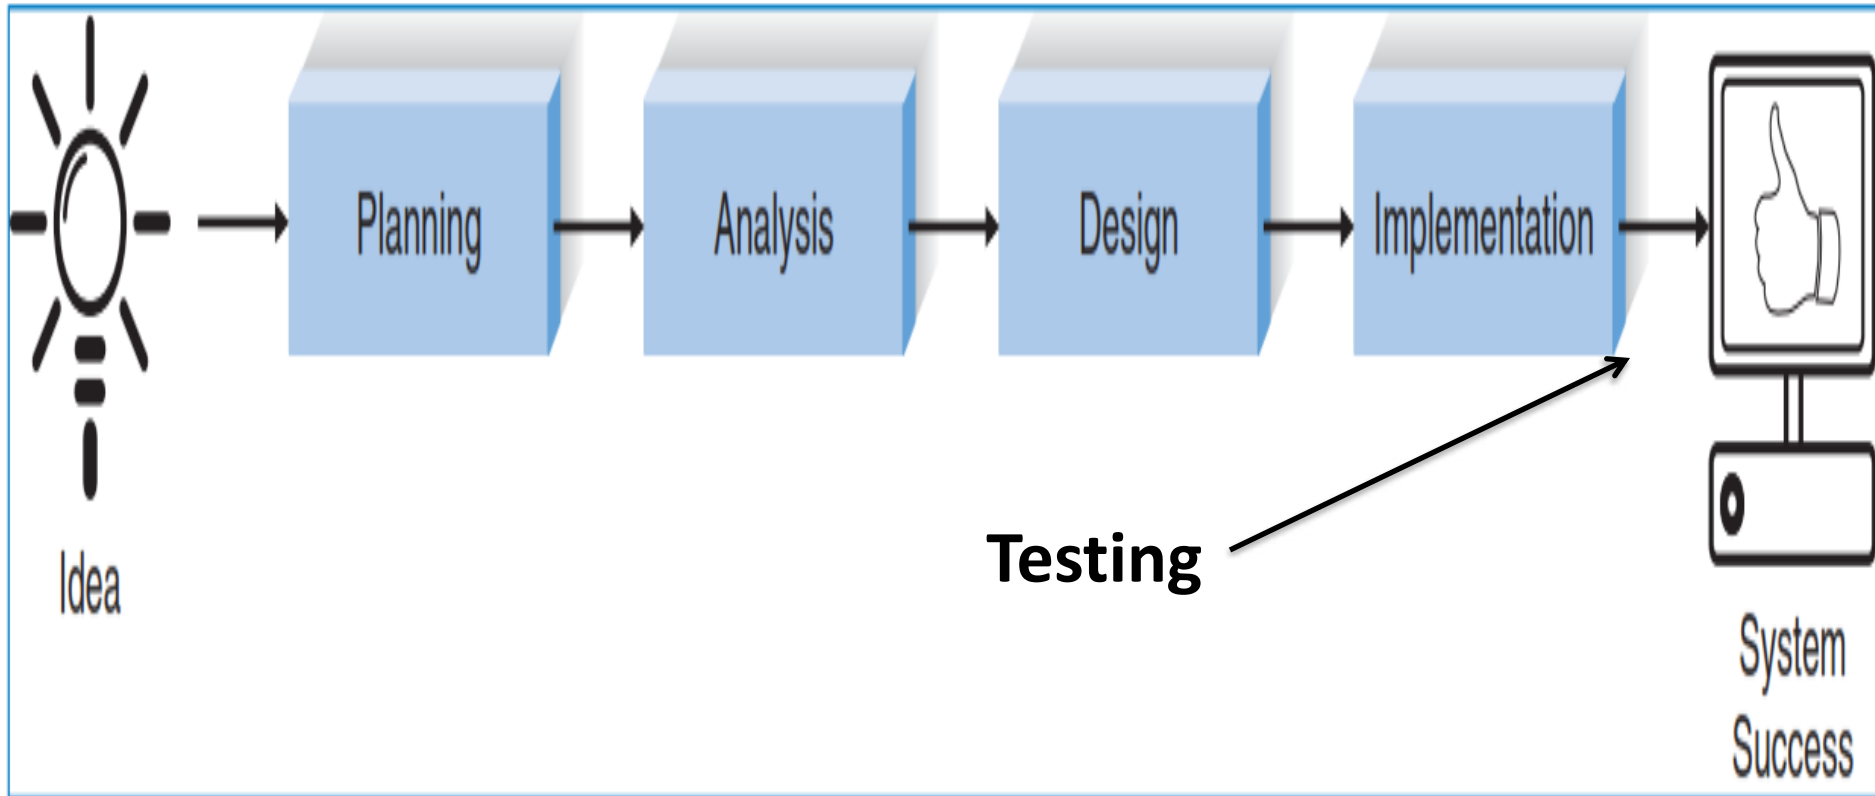 Planning
Analysis
Design
Implementation
Testing
Idea
System
Success